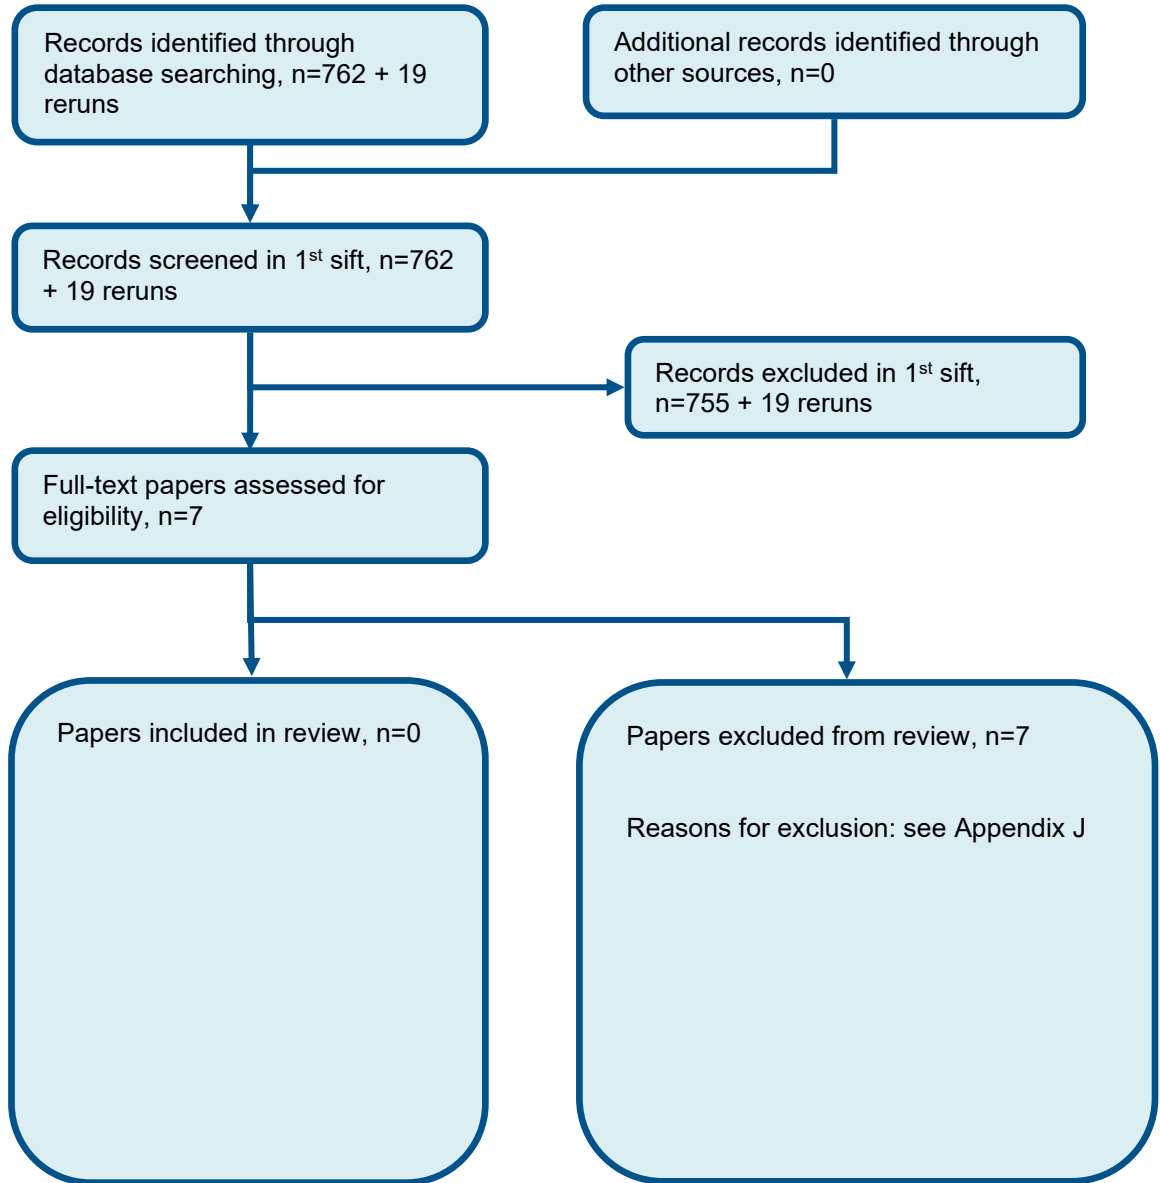 Records identified through
database searching, n=762 + 19
reruns
Additional records identified through
other sources, n=0
Records screened in 1st sift, n=762
+ 19 reruns
Records excluded in 1st sift,
n=755 + 19 reruns
Full-text papers assessed for
eligibility, n=7
Papers included in review, n=0
Papers excluded from review, n=7
Reasons for exclusion: see Appendix J